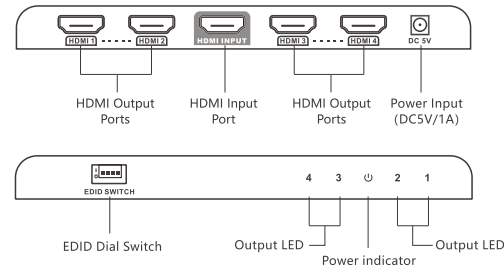 HDMI 1 HDMI 2 HDMI INPUT HDMI 3 HDMI 4 DC 5V
HDMI Output
Ports
HDMI Input
Port
HDMI Output
Ports
Power Input
(DC5V/1A)
EDID SWITCH
4 3 2 1
EDID Dial Switch
Output LED
Power indicator
Output LED